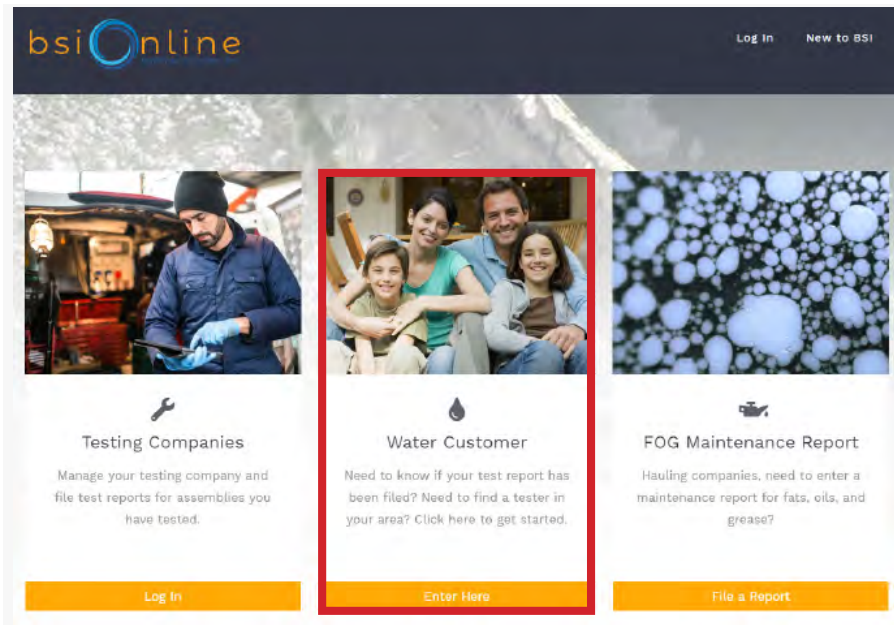 bsiOnline
Log In
New to BSI
Testing Companies
Manage your testing company and
file test reports for assemblies you
have tested.
Log In
Water Customer
Need to know if your test report has
been filed? Need to find a tester in
your area? Click here to get started.
Enter Here
FOG Maintenance Report
Hauling companies, need to enter a
maintenance report for fats, oils, and
grease?
File a Report